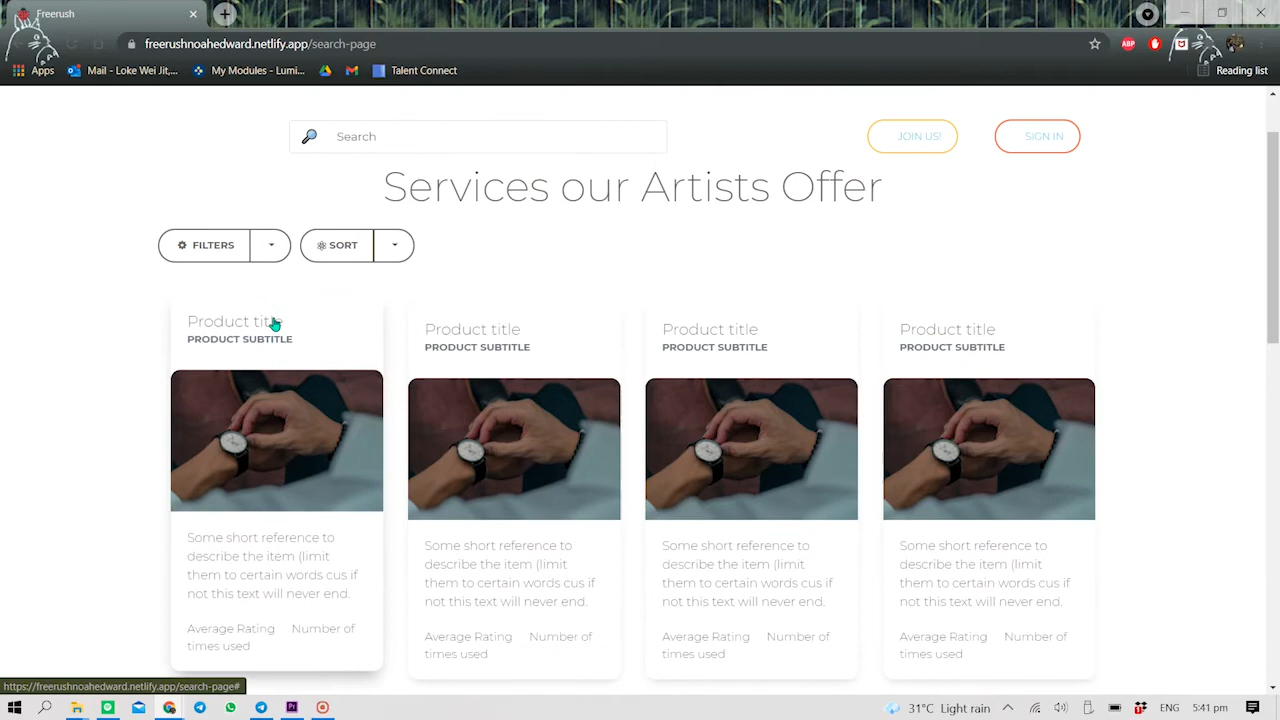 Freerush
freerushnoahedward.netlify.app/search-page
ABP
Apps
Mail - Loke Wei Jit,...
My Modules - Lumi...
Talent Connect
Reading list
Search
JOIN US!
SIGN IN
Services our Artists Offer
FILTERS
SORT
Product title
PRODUCT SUBTITLE
Some short reference to
describe the item (limit
them to certain words cus if
not this text will never end.
Average Rating Number of
times used
Product title
PRODUCT SUBTITLE
Some short reference to
describe the item (limit
them to certain words cus if
not this text will never end.
Average Rating Number of
times used
Product title
PRODUCT SUBTITLE
Some short reference to
describe the item (limit
them to certain words cus if
not this text will never end.
Average Rating Number of
times used
Product title
PRODUCT SUBTITLE
Some short reference to
describe the item (limit
them to certain words cus if
not this text will never end.
Average Rating Number of
times used
https://freerushnoahedward.netlify.app/search-page#
Pr
31°C Light rain
ENG
5:41 pm